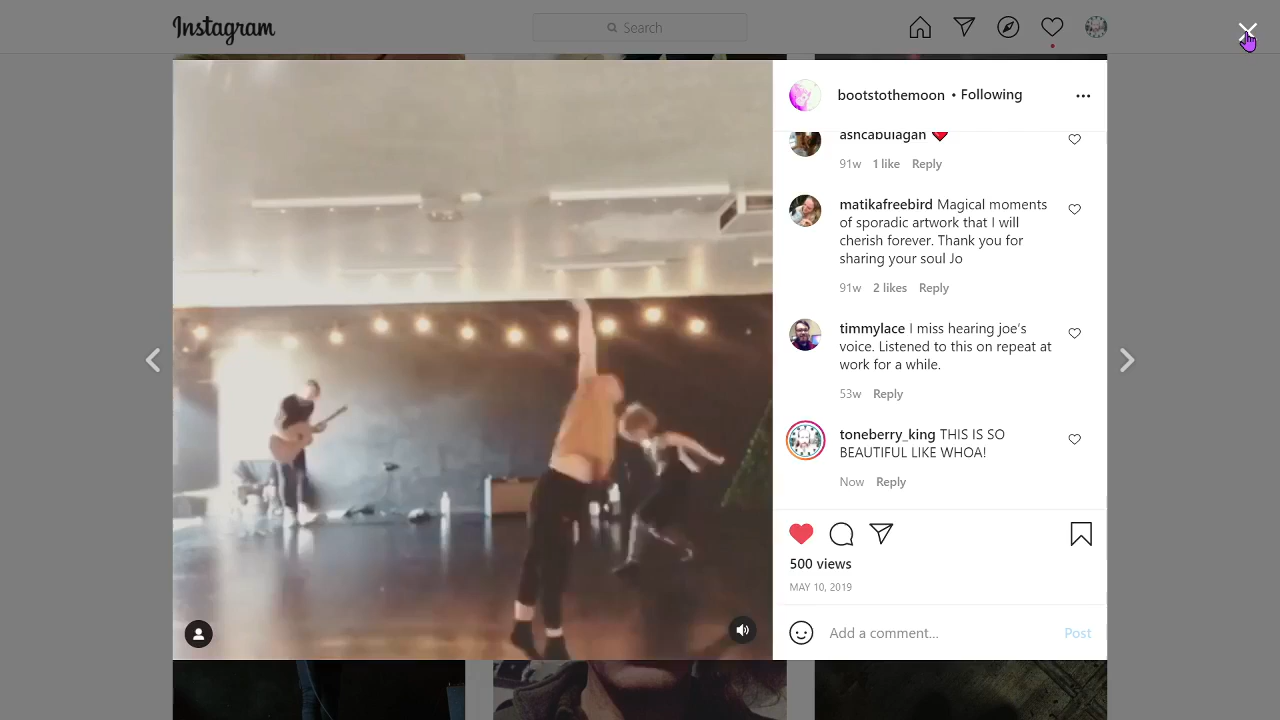 Instagram
Search
bootstothemoon • Following
ashcabulagan ❤️
91w 1 like Reply
matikafreebird Magical moments
of sporadic artwork that I will
cherish forever. Thank you for
sharing your soul Jo
91w 2 likes Reply
timmylace I miss hearing joe's
voice. Listened to this on repeat at
work for a while.
53w Reply
toneberry_king THIS IS SO
BEAUTIFUL LIKE WHOA!
Now Reply
500 views
MAY 10, 2019
Add a comment... Post